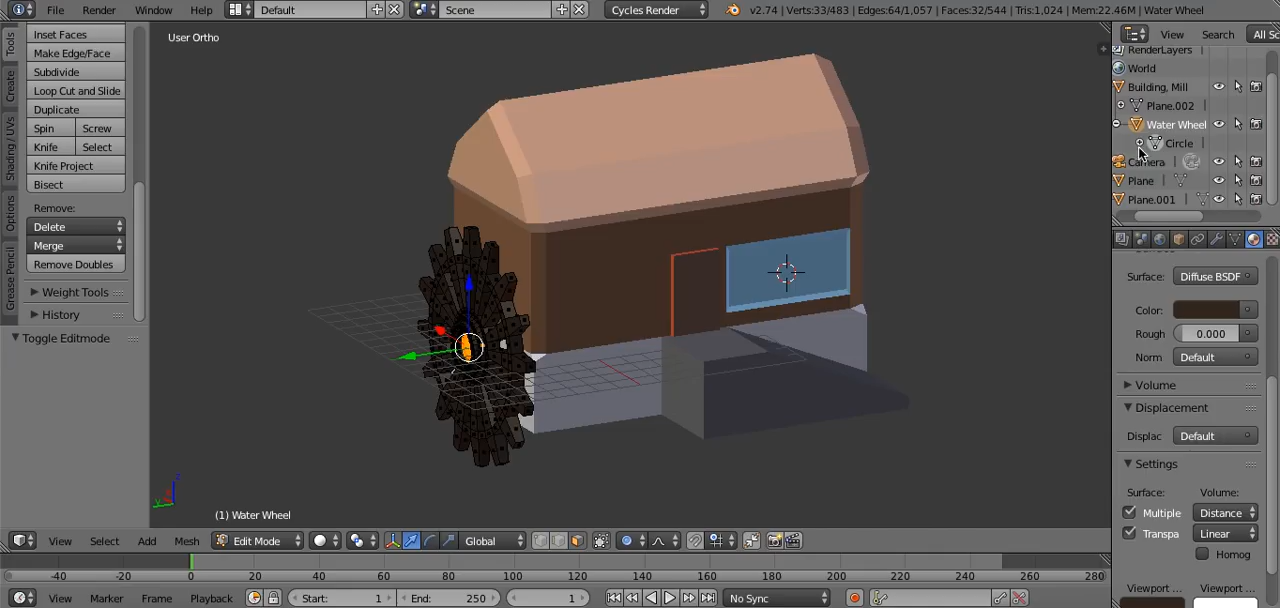 File Render Window Help Default Scene Cycles Render v2.74 | Verts:33/483 | Edges:64/1,057 | Faces:32/544 | Tris:1,024 | Mem:22.46M | Water Wheel
User Ortho
View Search All Sc
Tools
Create
Shading / UVs
Options
Grease Pencil
Inset Faces
Make Edge/Face
Subdivide
Loop Cut and Slide
Duplicate
Spin Screw
Knife Select
Knife Project
Bisect
Remove:
Delete
Merge
Remove Doubles
Weight Tools
History
Toggle Editmode
RenderLayers
World
Building, Mill
Plane.002
Water Wheel
Circle
Camera
Plane
Plane.001
Surface: Diffuse BSDF
Color:
Rough 0.000
Norm Default
Volume
Displacement
Displac Default
Settings
Surface: Volume:
Multiple Distance
Transpa Linear
Homog
Viewport ... Viewport ...
(1) Water Wheel
View Select Add Mesh Edit Mode Global
-40 -20 0 20 40 60 80 100 120 140 160 180 200 220 240 260 280
View Marker Frame Playback Start: 1 End: 250 1 No Sync